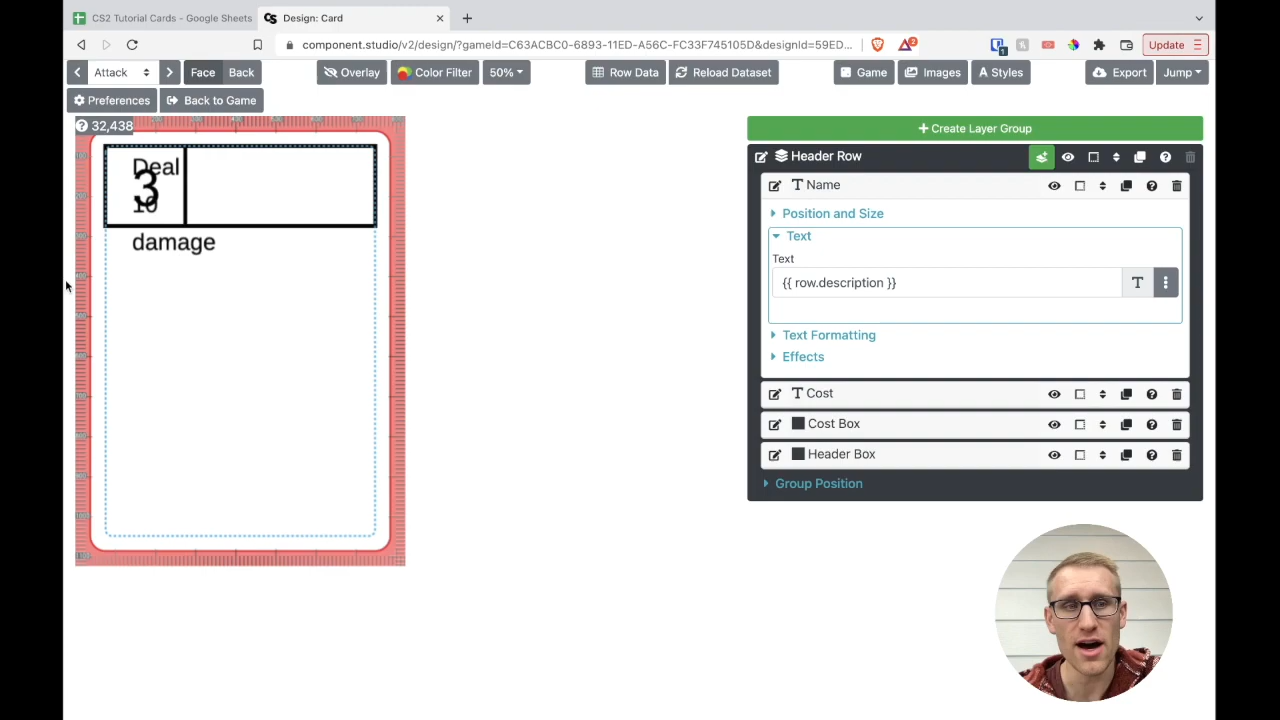 CS2 Tutorial Cards - Google Sheets
Design: Card
component.studio/v2/design/?gameId=C63ACBC0-6893-11ED-A56C-FC33F745105D&designId=59ED...
2
1
Update
Attack
Face
Back
Overlay
Color Filter
50%
Row Data
Reload Dataset
Game
Images
Styles
Export
Jump
Preferences
Back to Game
32,438
Deal
3
10
damage
Create Layer Group
Header Row
Name
Position and Size
Text
Text
{{ row.description }}
Text Formatting
Effects
Cost
Cost Box
Header Box
Group Position